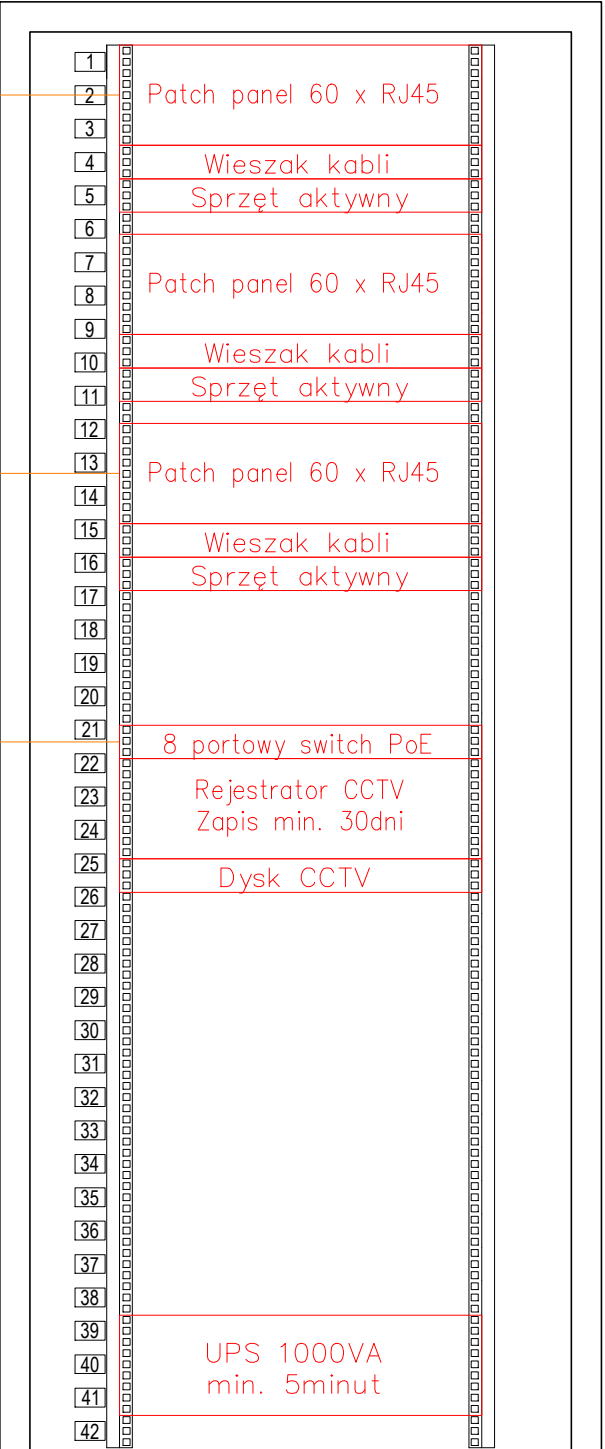 1
2
Patch panel 60 x RJ45
3
4
Wieszak kabli
5
Sprzęt aktywny
6
7
8
Patch panel 60 x RJ45
9
10
Wieszak kabli
11
Sprzęt aktywny
12
13
Patch panel 60 x RJ45
14
15
Wieszak kabli
16
Sprzęt aktywny
17
18
19
20
21
8 portowy switch PoE
22
23
Rejestrator CCTV
Zapis min. 30dni
24
25
Dysk CCTV
26
27
28
29
30
31
32
33
34
35
36
37
38
39
UPS 1000VA
40
min. 5minut
41
42